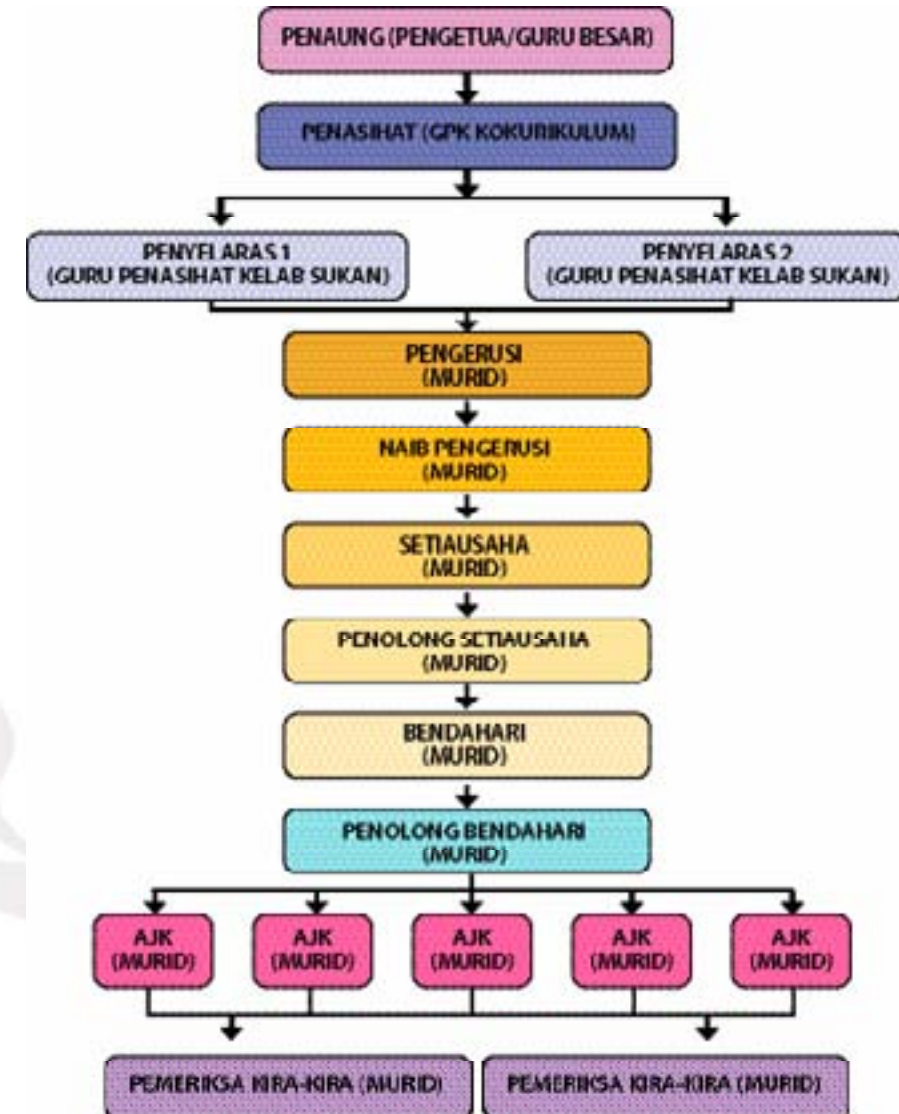 PENAUNG (PENGETUA/GURU BESAR)
PENASIHAT (GPK KOKURIKULUM)
PENYELARAS 1
(GURU PENASIHAT KELAB SUKAN)
PENYELARAS 2
(GURU PENASIHAT KELAB SUKAN)
PENGERUSI
(MURID)
NAIB PENGERUSI
(MURID)
SETIAUSAHA
(MURID)
PENOLONG SETIAUSAHA
(MURID)
BENDAHARI
(MURID)
PENOLONG BENDAHARI
(MURID)
AJK
(MURID)
AJK
(MURID)
AJK
(MURID)
AJK
(MURID)
AJK
(MURID)
PEMERIKSA KIRA-KIRA (MURID)
PEMERIKSA KIRA-KIRA (MURID)